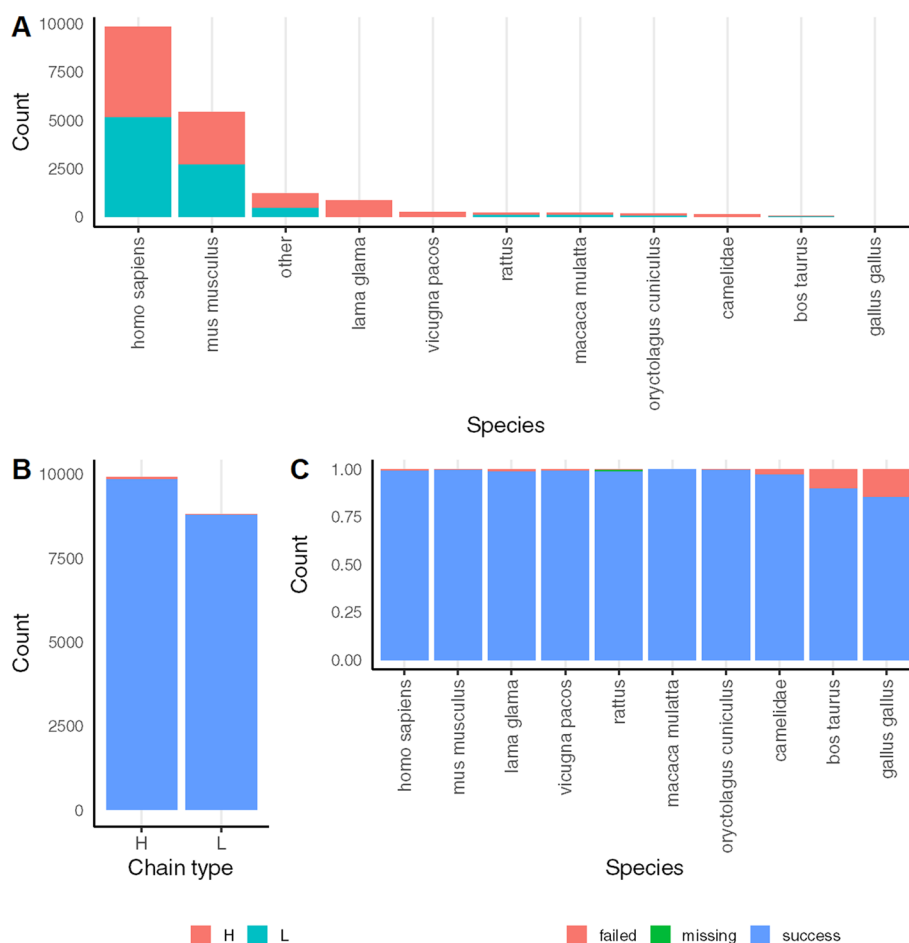 A
10000
7500
5000
2500
0
Count
homo sapiens
mus musculus
other
lama glama
vicugna pacos
rattus
macaca mulatta
oryctolagus cuniculus
camelidae
bos taurus
gallus gallus
Species
B
10000
7500
5000
2500
0
Count
H
L
Chain type
C
1.00
0.75
0.50
0.25
0.00
Count
homo sapiens
mus musculus
lama glama
vicugna pacos
rattus
macaca mulatta
oryctolagus cuniculus
camelidae
bos taurus
gallus gallus
Species
H L
failed missing success